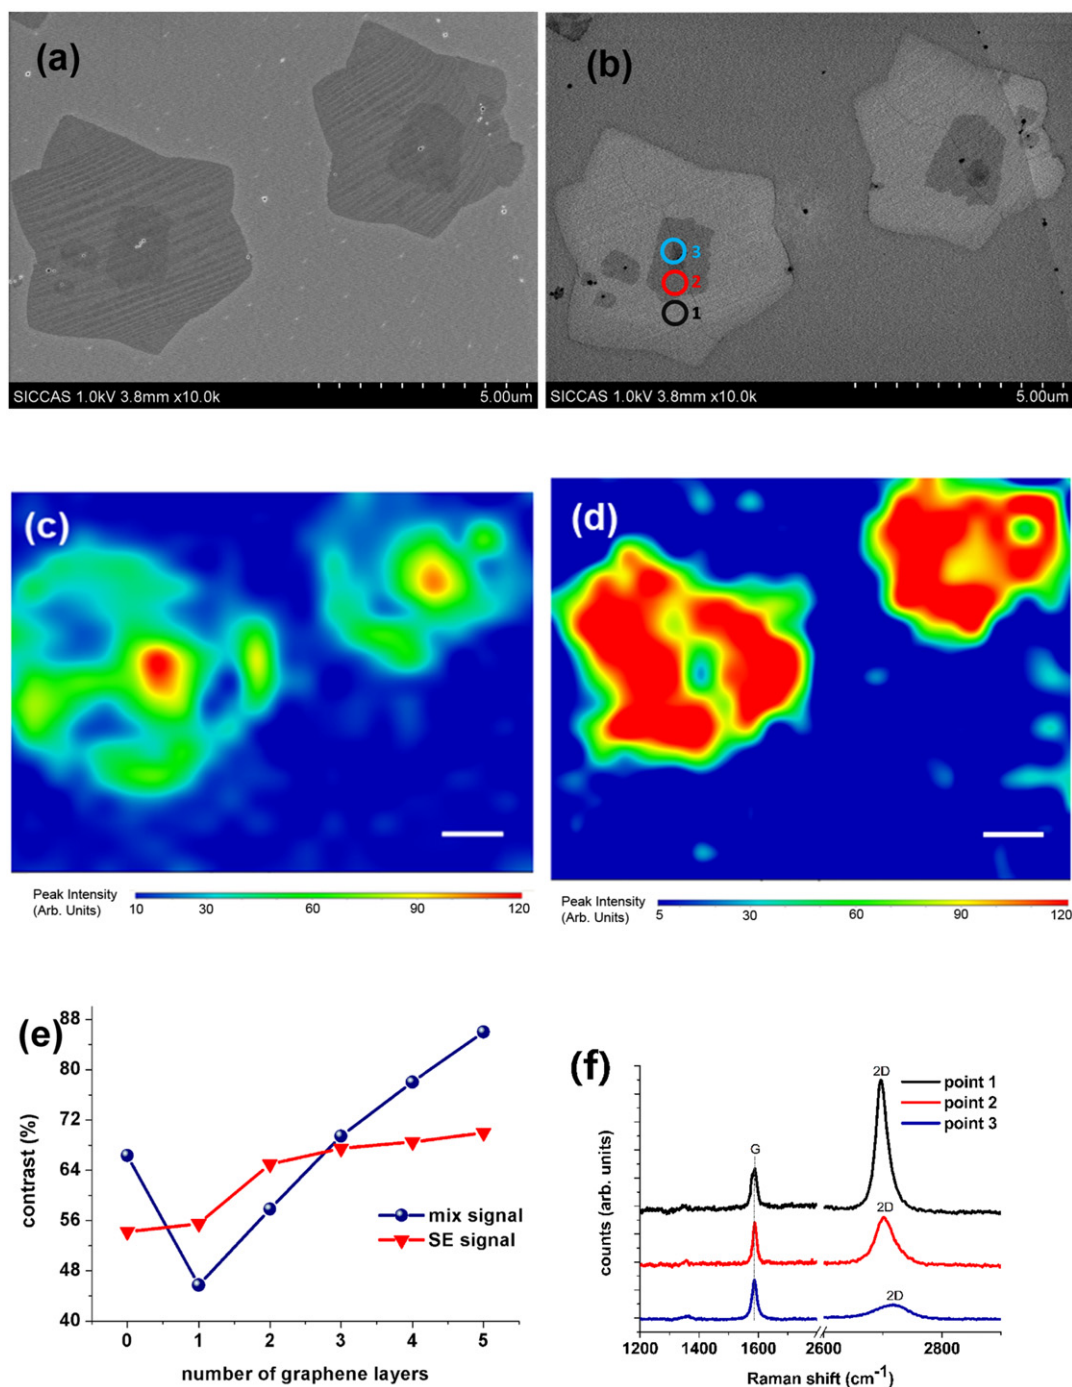 (a)
SICCAS 1.0kV 3.8mm x10.0k 5.00um
(b)
3
2
1
SICCAS 1.0kV 3.8mm x10.0k 5.00um
(c)
Peak Intensity
(Arb. Units)
10 30 60 90 120
(d)
Peak Intensity
(Arb. Units)
5 30 60 90 120
(e)
contrast (%)
88
80
72
64
56
48
40
0 1 2 3 4 5
number of graphene layers
mix signal
SE signal
(f)
counts (arb. units)
2D
G
2D
2D
point 1
point 2
point 3
1200 1400 1600 2600 2800
Raman shift (cm⁻¹)